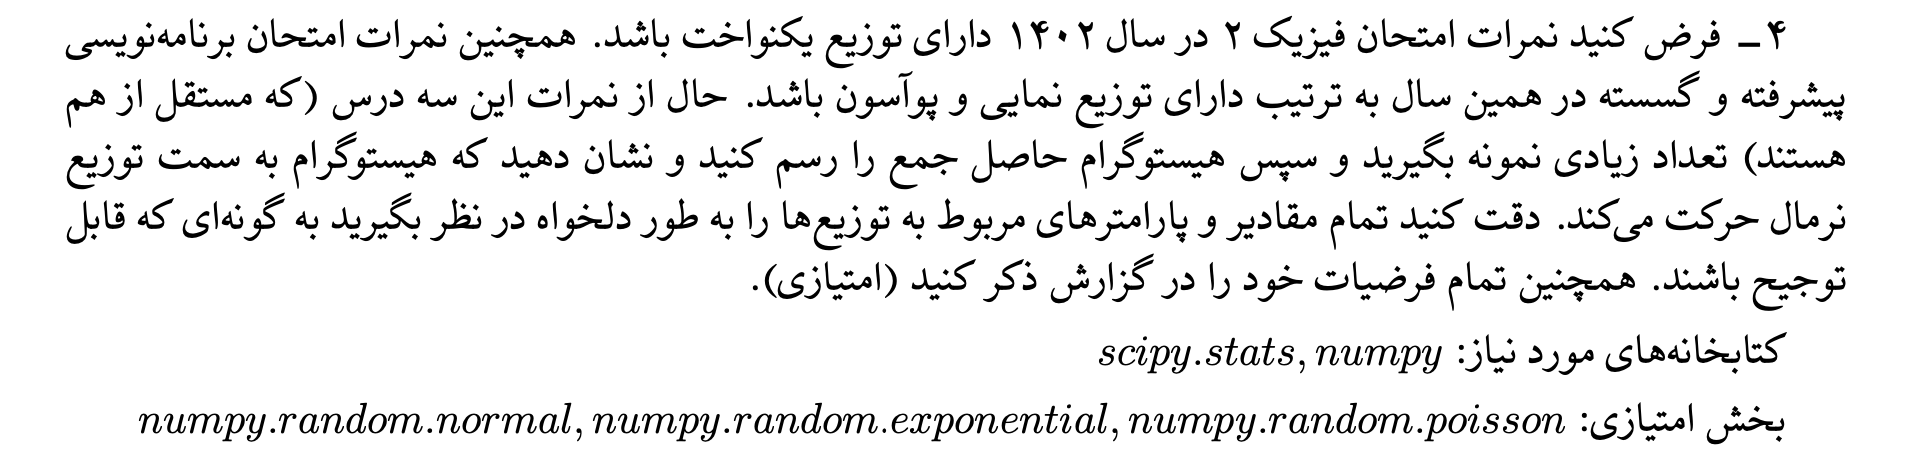 ۴ـ فرض کنید نمرات امتحان فیزیک ۲ در سال ۱۴۰۲ دارای توزیع یکنواخت باشد. همچنین نمرات امتحان برنامه‌نویسی
پیشرفته و گسسته در همین سال به ترتیب دارای توزیع نمایی و پوآسون باشد. حال از نمرات این سه درس (که مستقل از هم
هستند) تعداد زیادی نمونه بگیرید و سپس هیستوگرام حاصل جمع را رسم کنید و نشان دهید که هیستوگرام به سمت توزیع
نرمال حرکت می‌کند. دقت کنید تمام مقادیر و پارامترهای مربوط به توزیع‌ها را به طور دلخواه در نظر بگیرید به گونه‌ای که قابل
توجیح باشند. همچنین تمام فرضیات خود را در گزارش ذکر کنید (امتیازی).
کتابخانه‌های مورد نیاز: scipy.stats, numpy
بخش امتیازی: numpy.random.normal, numpy.random.exponential, numpy.random.poisson